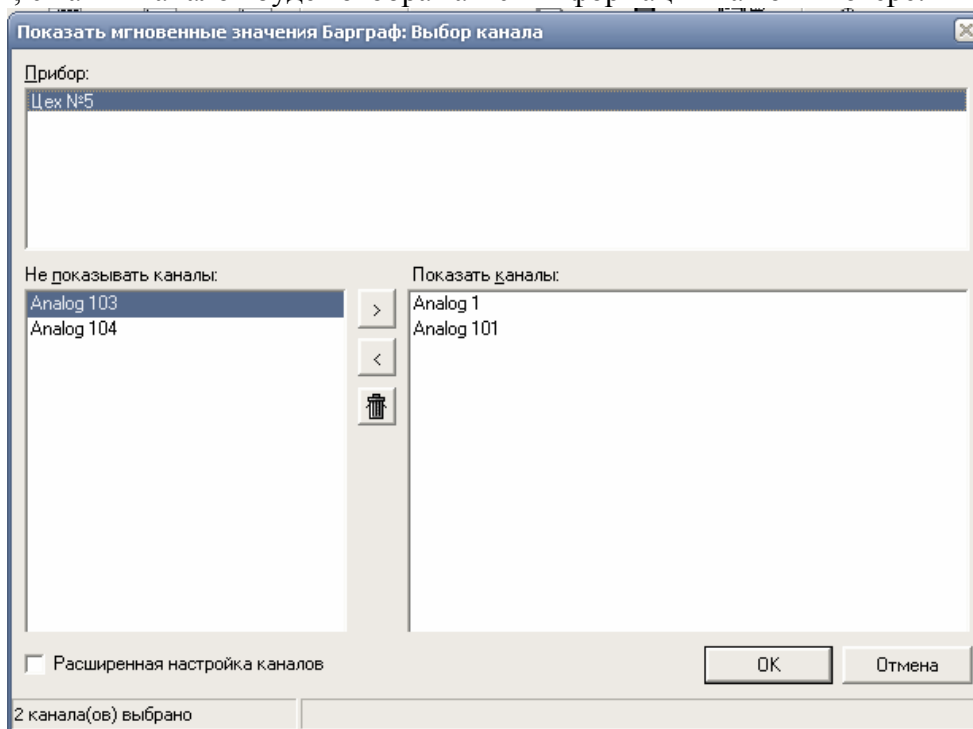 Показать мгновенные значения Барграф: Выбор канала
Прибор:
Цех №5
Не показывать каналы:
Показать каналы:
Analog 103
Analog 104
>
<
Analog 1
Analog 101
Расширенная настройка каналов
OK
Отмена
2 канала(ов) выбрано